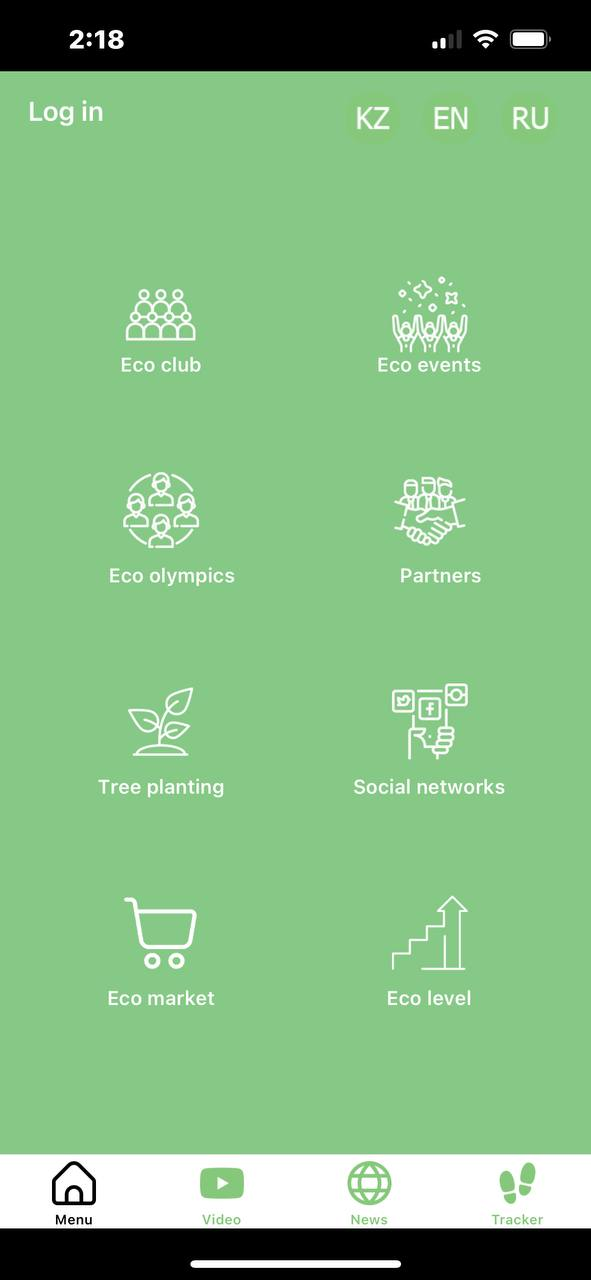 2:18
Log in
KZ EN RU
Eco club
Eco events
Eco olympics
Partners
Tree planting
Social networks
Eco market
Eco level
Menu
Video
News
Tracker